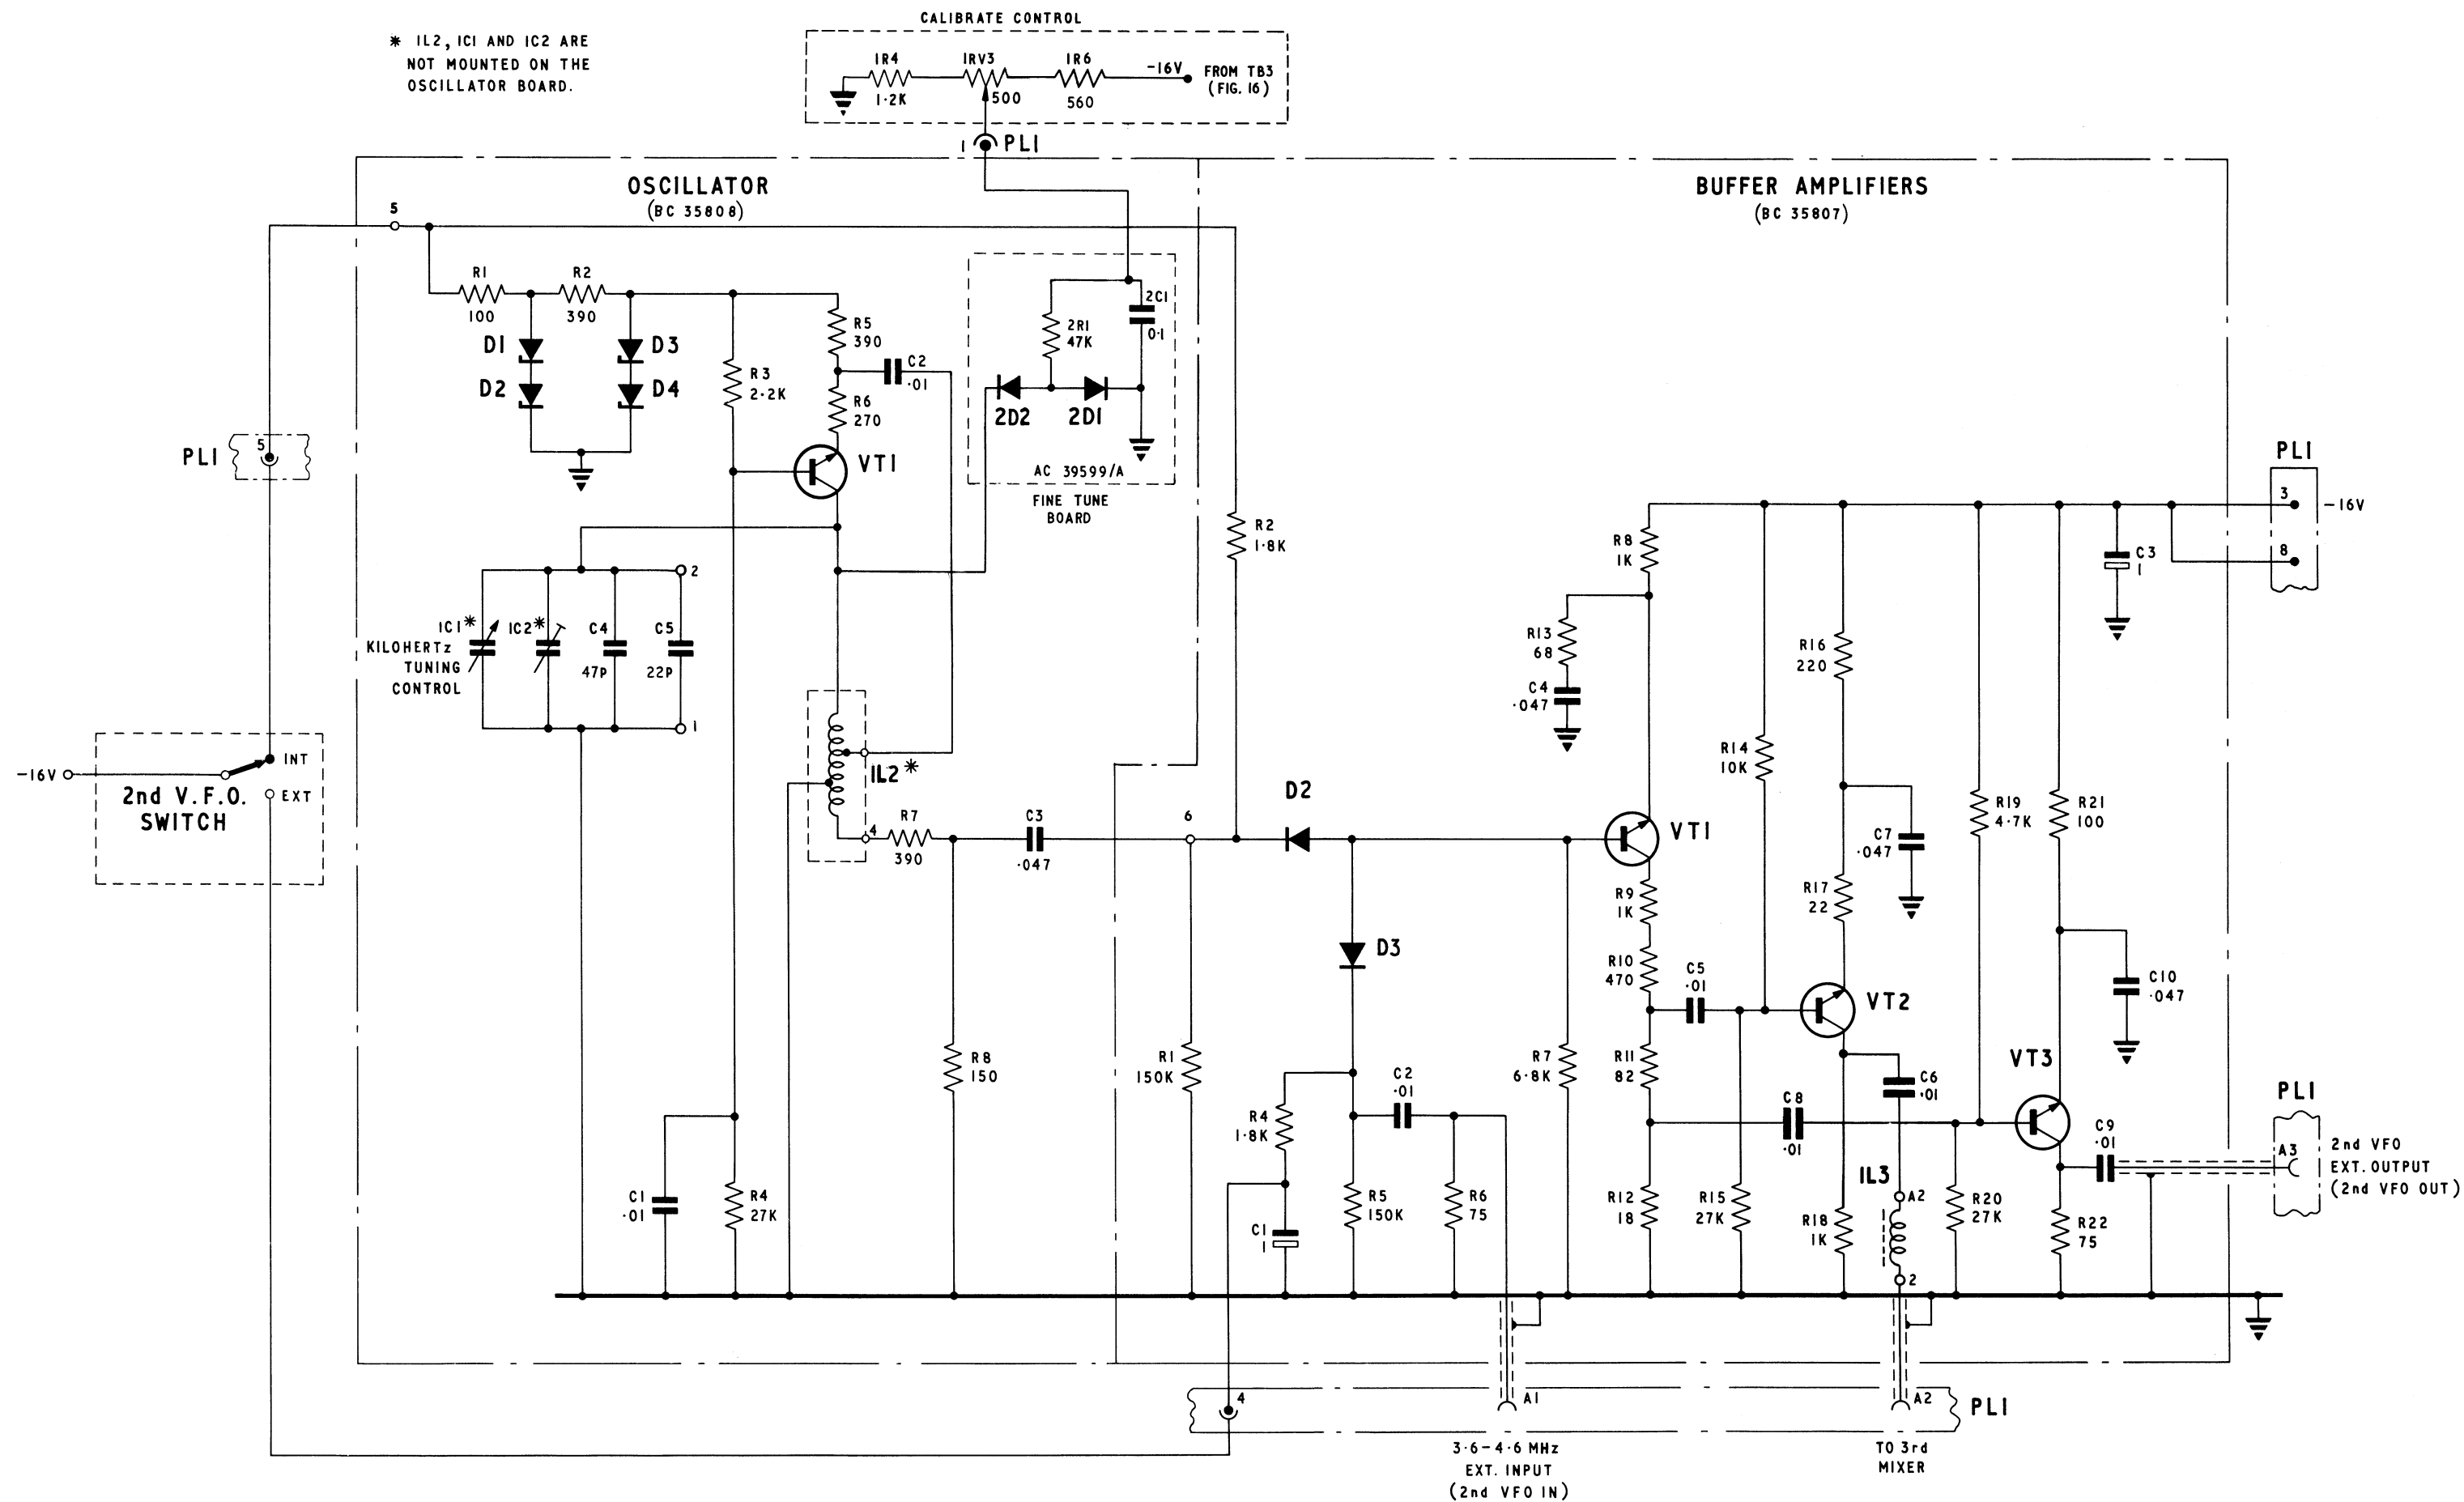 CALIBRATE CONTROL
* IL2, IC1 AND IC2 ARE
NOT MOUNTED ON THE
OSCILLATOR BOARD.
IR4
1·2K
IRV3
500
IR6
560
-16V
FROM TB3
(FIG. 16)
1
PL1
OSCILLATOR
(BC 35808)
BUFFER AMPLIFIERS
(BC 35807)
5
R1
100
R2
390
D1
D2
D3
D4
R3
2·2K
R5
390
C2
·01
R6
270
VT1
2R1
47K
2C1
0·1
2D2
2D1
AC 39599/A
FINE TUNE
BOARD
PL1
5
R2
1·8K
PL1
3
-16V
8
C3
1
R8
1K
R13
68
C4
·047
R16
220
R14
10K
2
IC1*
KILOHERTZ
TUNING
CONTROL
IC2*
C4
47P
C5
22P
1
-16V
INT
EXT
2nd V.F.O.
SWITCH
IL2*
4
R7
390
C3
·047
6
D2
VT1
C7
·047
R19
4·7K
R21
100
R9
1K
R17
22
D3
R10
470
C5
·01
VT2
C10
·047
R8
150
R1
150K
R7
6·8K
R11
82
VT3
C2
·01
C6
·01
R4
1·8K
C8
·01
C9
·01
PL1
A3
2nd VFO
EXT. OUTPUT
(2nd VFO OUT)
C1
·01
R4
27K
C1
1
R5
150K
R6
75
R12
18
R15
27K
R18
1K
IL3
A2
2
R20
27K
R22
75
4
A1
A2
PL1
3·6-4·6 MHz
EXT. INPUT
(2nd VFO IN)
TO 3rd
MIXER